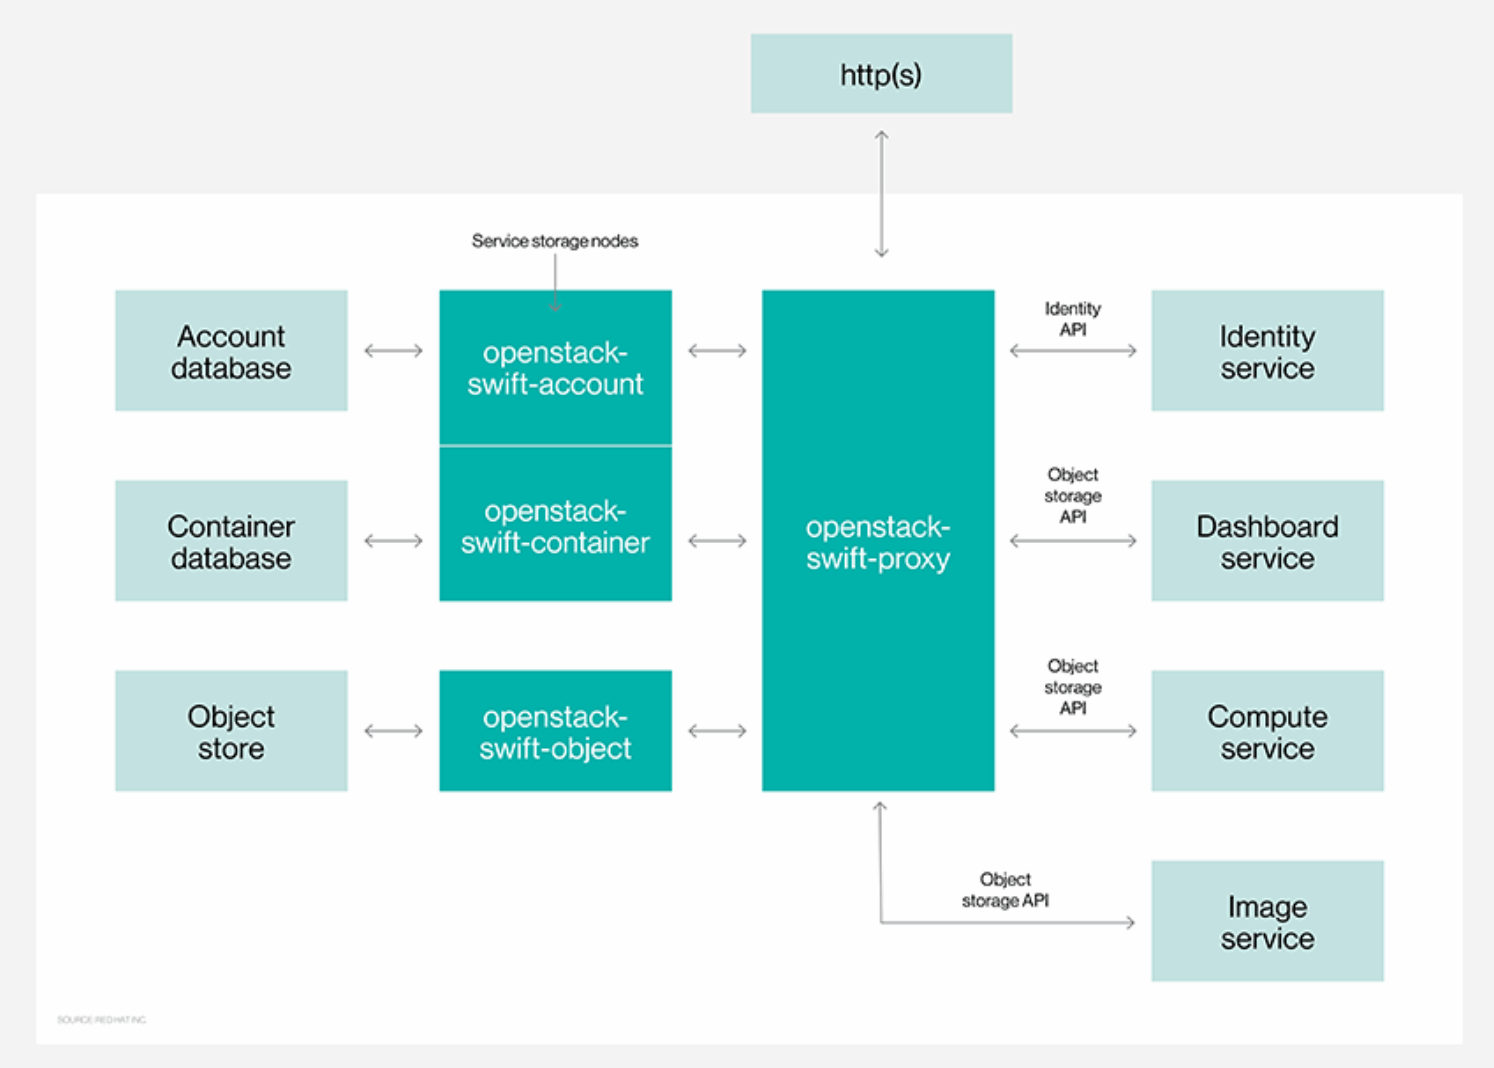 http(s)
Service storage nodes
Account
database
openstack-
swift-account
Identity
API
Identity
service
Container
database
openstack-
swift-container
openstack-
swift-proxy
Object
storage
API
Dashboard
service
Object
store
openstack-
swift-object
Object
storage
API
Compute
service
Object
storage API
Image
service
SOURCE: RED HAT INC.